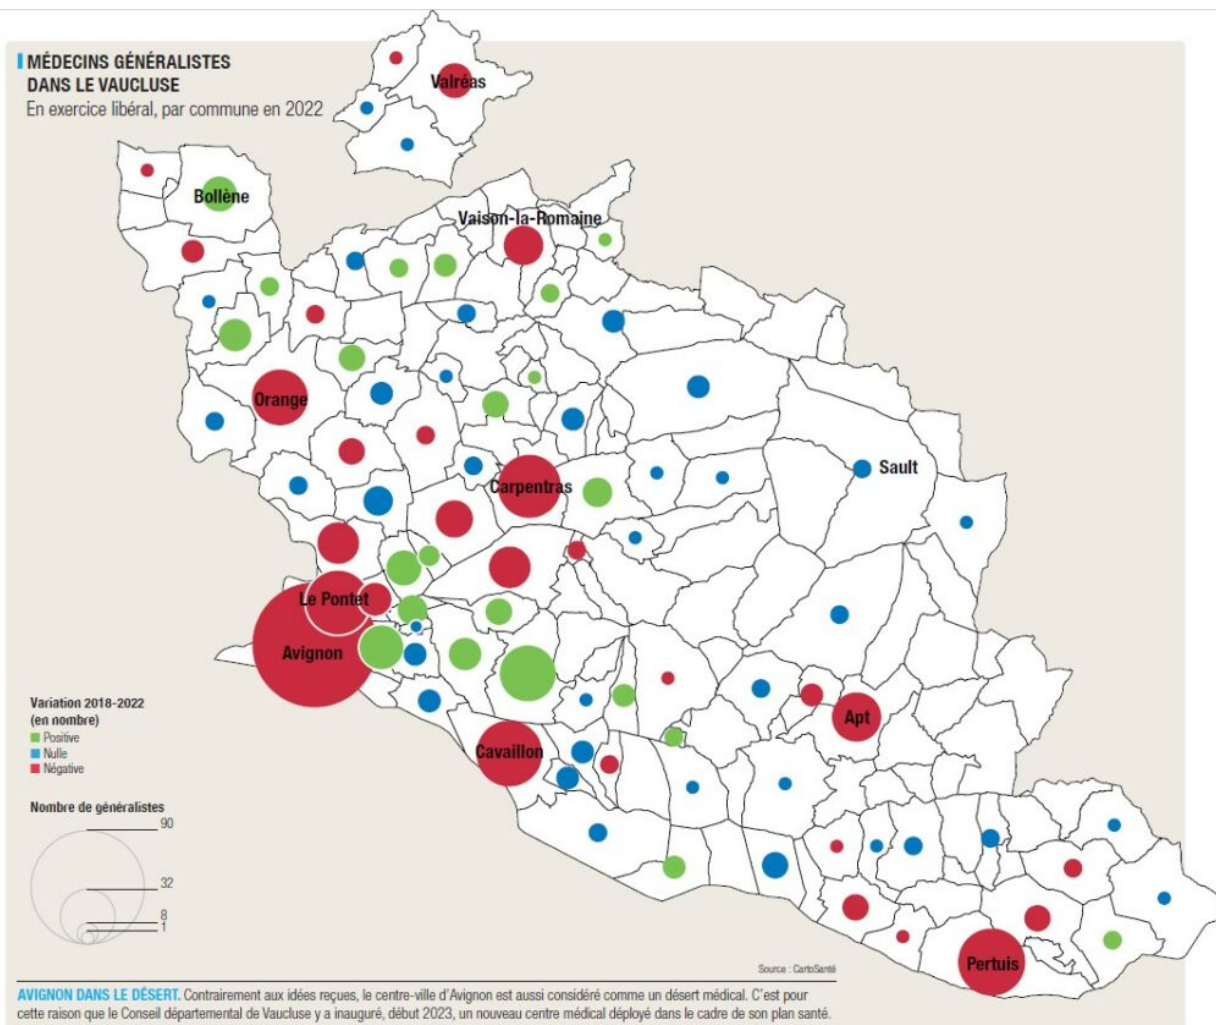 MÉDECINS GÉNÉRALISTES
DANS LE VAUCLUSE
En exercice libéral, par commune en 2022
Valréas
Bollène
Vaison-la-Romaine
Orange
Carpentras
Sault
Le Pontet
Avignon
Cavaillon
Apt
Pertuis
Variation 2018-2022
(en nombre)
Positive
Nulle
Négative
Nombre de généralistes
90
32
8
1
Source : CartoSanté
AVIGNON DANS LE DÉSERT. Contrairement aux idées reçues, le centre-ville d'Avignon est aussi considéré comme un désert médical. C'est pour
cette raison que le Conseil départemental de Vaucluse y a inauguré, début 2023, un nouveau centre médical déployé dans le cadre de son plan santé.